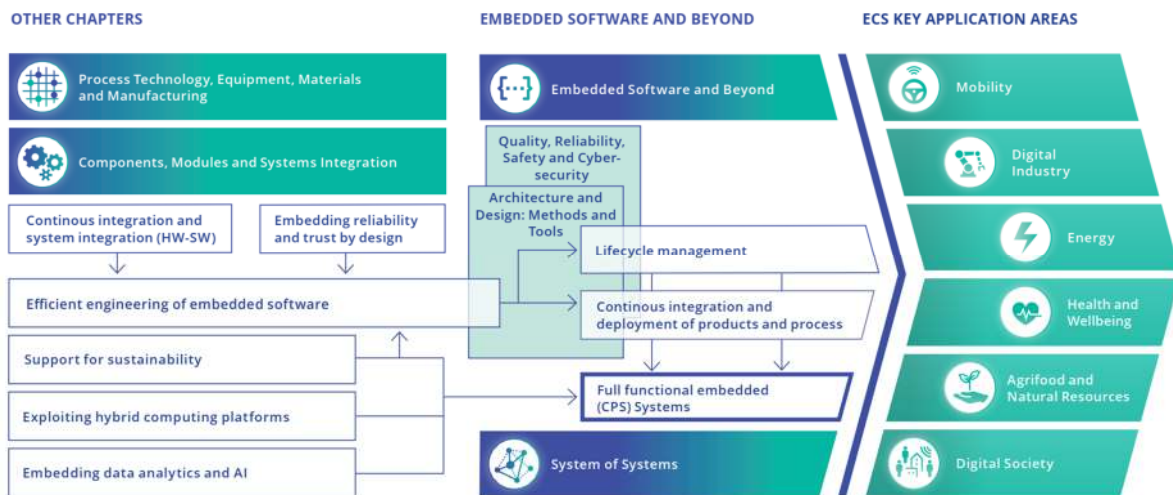 OTHER CHAPTERS
EMBEDDED SOFTWARE AND BEYOND
ECS KEY APPLICATION AREAS
Process Technology, Equipment, Materials
and Manufacturing
Components, Modules and Systems Integration
Continous integration and
system integration (HW-SW)
Embedding reliability
and trust by design
Efficient engineering of embedded software
Support for sustainability
Exploiting hybrid computing platforms
Embedding data analytics and AI
{...}
Embedded Software and Beyond
Quality, Reliability,
Safety and Cyber-
security
Architecture and
Design: Methods and
Tools
Lifecycle management
Continous integration and
deployment of products and process
Full functional embedded
(CPS) Systems
System of Systems
Mobility
Digital
Industry
Energy
Health and
Wellbeing
Agrifood and
Natural Resources
Digital Society